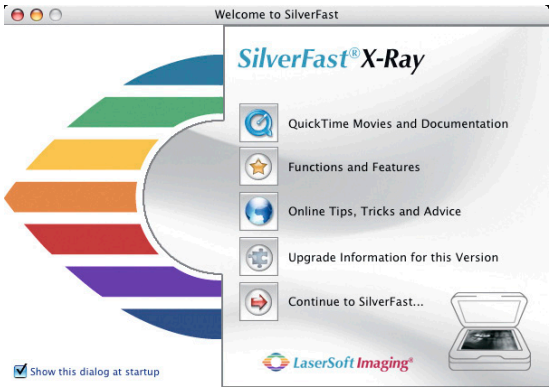 Welcome to SilverFast
SilverFast® X-Ray
QuickTime Movies and Documentation
Functions and Features
Online Tips, Tricks and Advice
Upgrade Information for this Version
Continue to SilverFast...
LaserSoft Imaging®
Show this dialog at startup